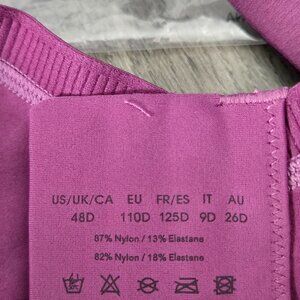 US/UK/CA EU FR/ES IT AU
48D 110D 125D 9D 26D
87% Nylon / 13% Elastane
82% Nylon / 18% Elastane